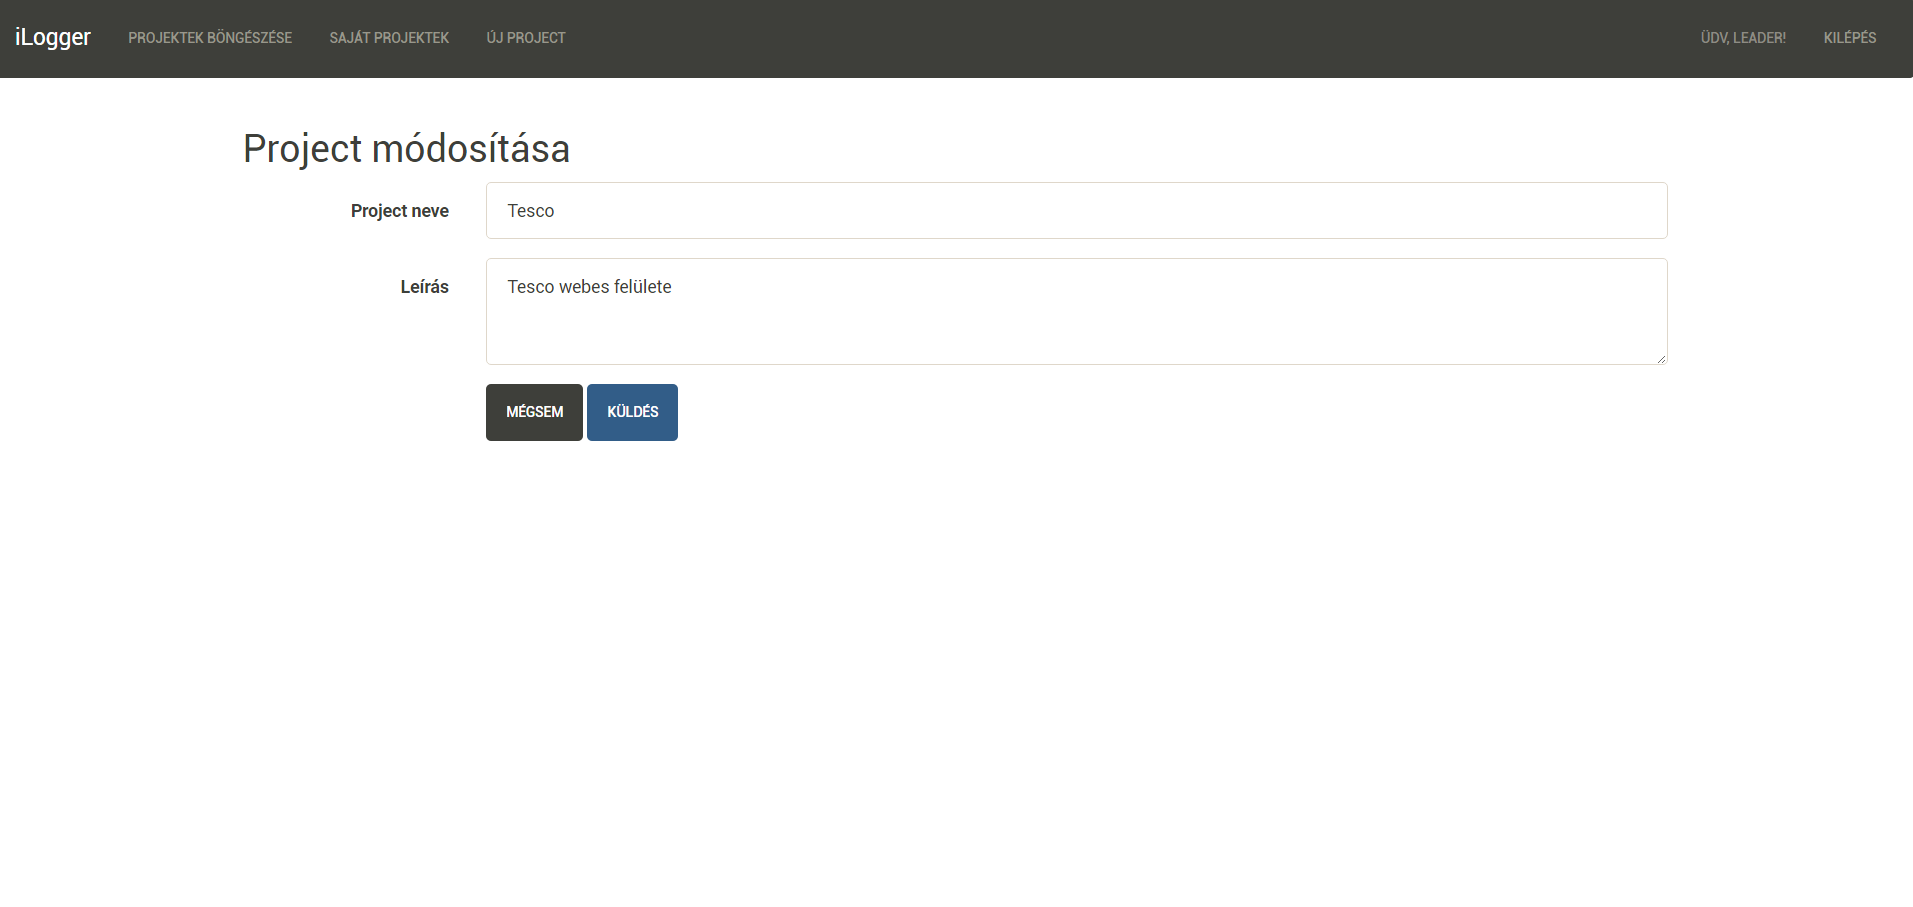 iLogger PROJEKTEK BÖNGÉSZÉSE SAJÁT PROJEKTEK ÚJ PROJECT ÜDV, LEADER! KILÉPÉS
Project módosítása
Project neve Tesco
Leírás Tesco webes felülete
MÉGSEM KÜLDÉS